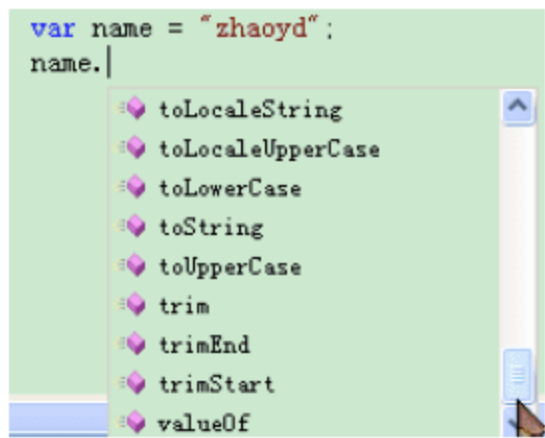 var name = "zhaoyd";
name.
toLocaleString
toLocaleUpperCase
toLowerCase
toString
toUpperCase
trim
trimEnd
trimStart
valueOf